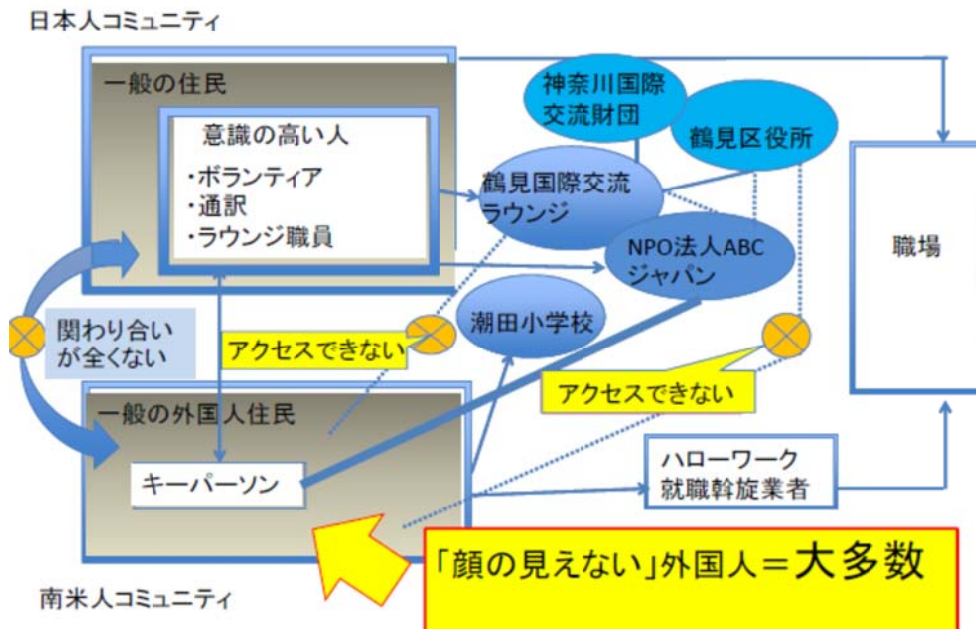 日本人コミュニティ
一般の住民
意識の高い人
・ボランティア
・通訳
・ラウンジ職員
神奈川国際
交流財団
鶴見区役所
鶴見国際交流
ラウンジ
NPO法人ABC
ジャパン
職場
関わり合い
が全くない
アクセスできない
潮田小学校
アクセスできない
一般の外国人住民
キーパーソン
ハローワーク
就職斡旋業者
「顔の見えない」外国人＝大多数
南米人コミュニティ